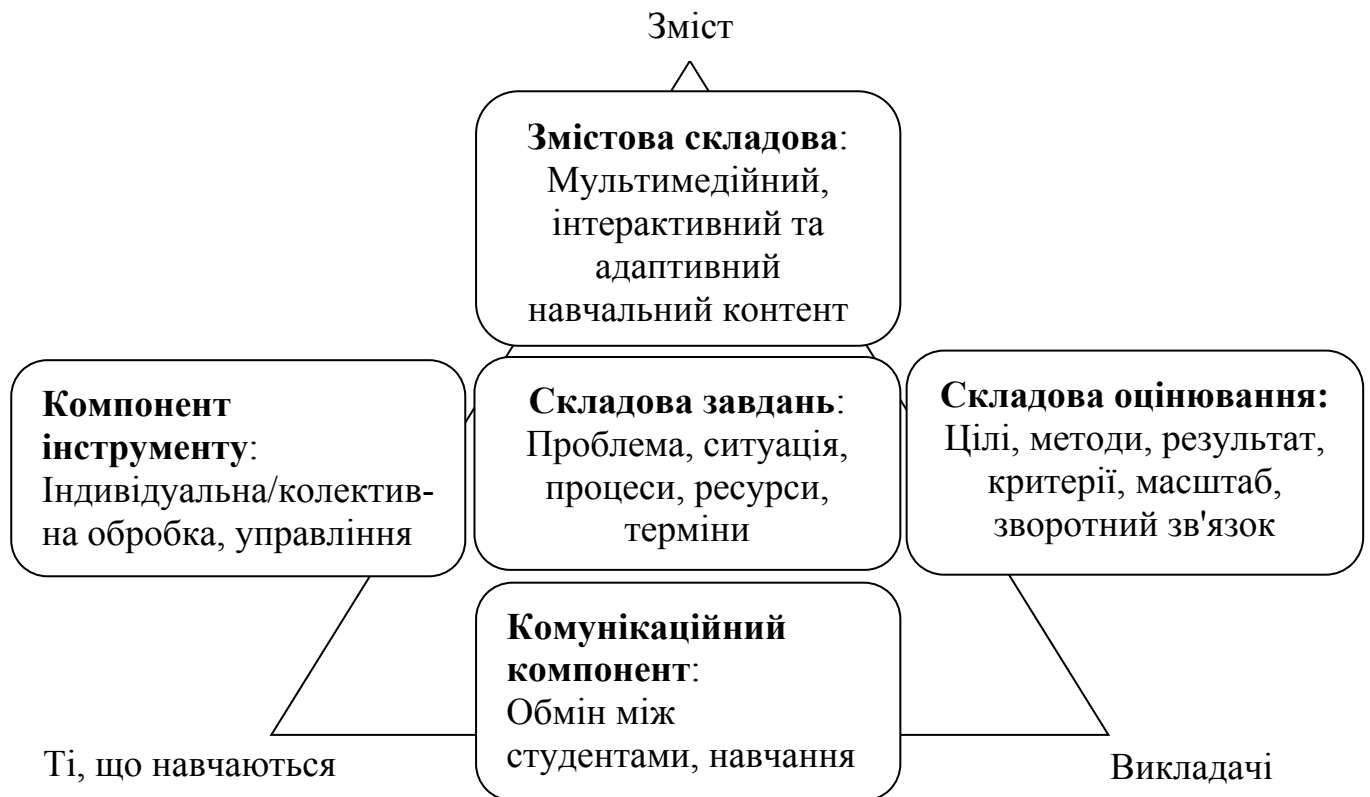 Зміст
Змістова складова:
Мультимедійний,
інтерактивний та
адаптивний
навчальний контент
Компонент
інструменту:
Індивідуальна/колектив-
на обробка, управління
Складова завдань:
Проблема, ситуація,
процеси, ресурси,
терміни
Складова оцінювання:
Цілі, методи, результат,
критерії, масштаб,
зворотний зв'язок
Комунікаційний
компонент:
Обмін між
студентами, навчання
Ті, що навчаються
Викладачі